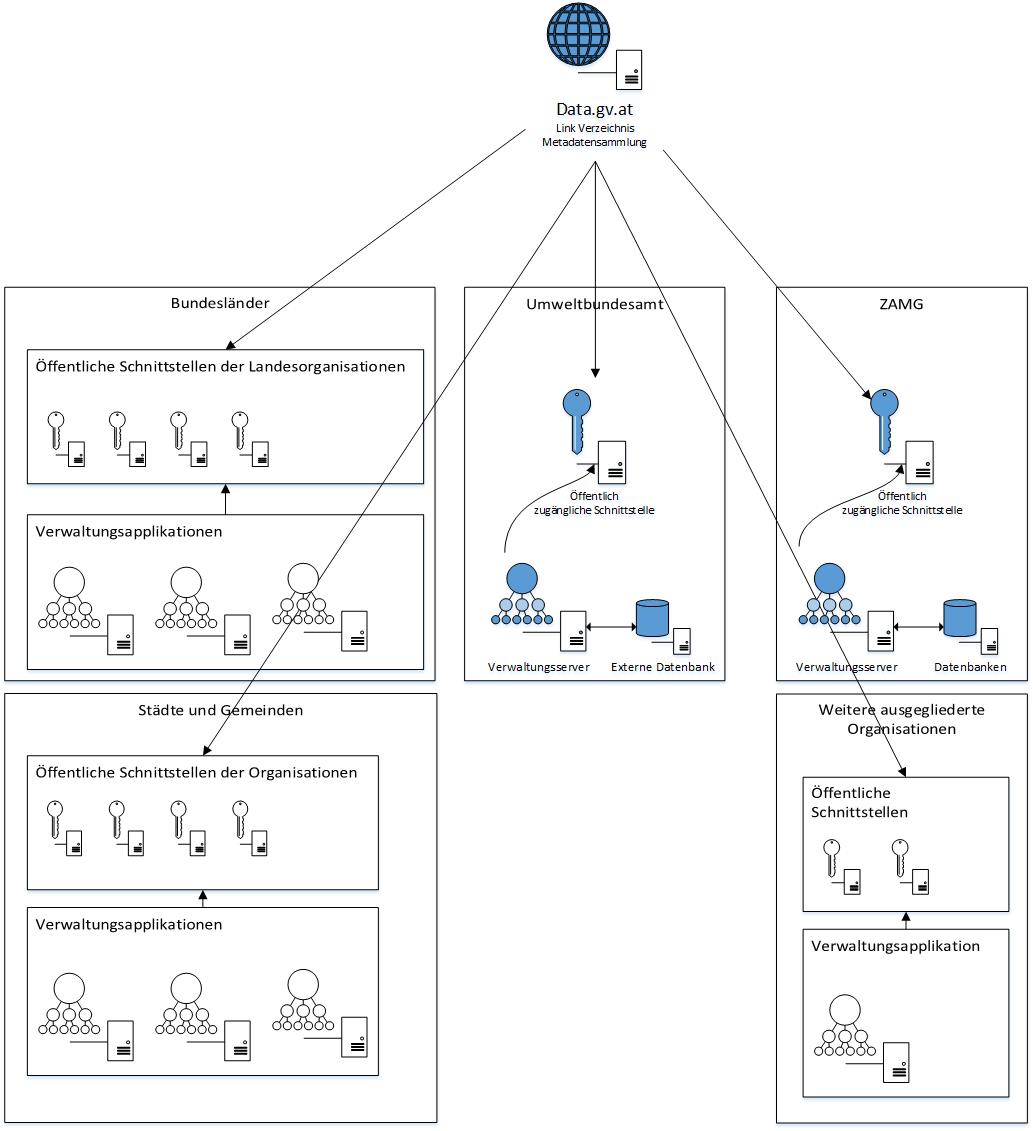 Data.gv.at
Link Verzeichnis
Metadatensammlung
Bundesländer
Öffentliche Schnittstellen der Landesorganisationen
Verwaltungsapplikationen
Umweltbundesamt
Öffentlich
zugängliche Schnittstelle
Verwaltungsserver
Externe Datenbank
ZAMG
Öffentlich
zugängliche Schnittstelle
Verwaltungsserver
Datenbanken
Städte und Gemeinden
Öffentliche Schnittstellen der Organisationen
Verwaltungsapplikationen
Weitere ausgegliederte
Organisationen
Öffentliche
Schnittstellen
Verwaltungsapplikation